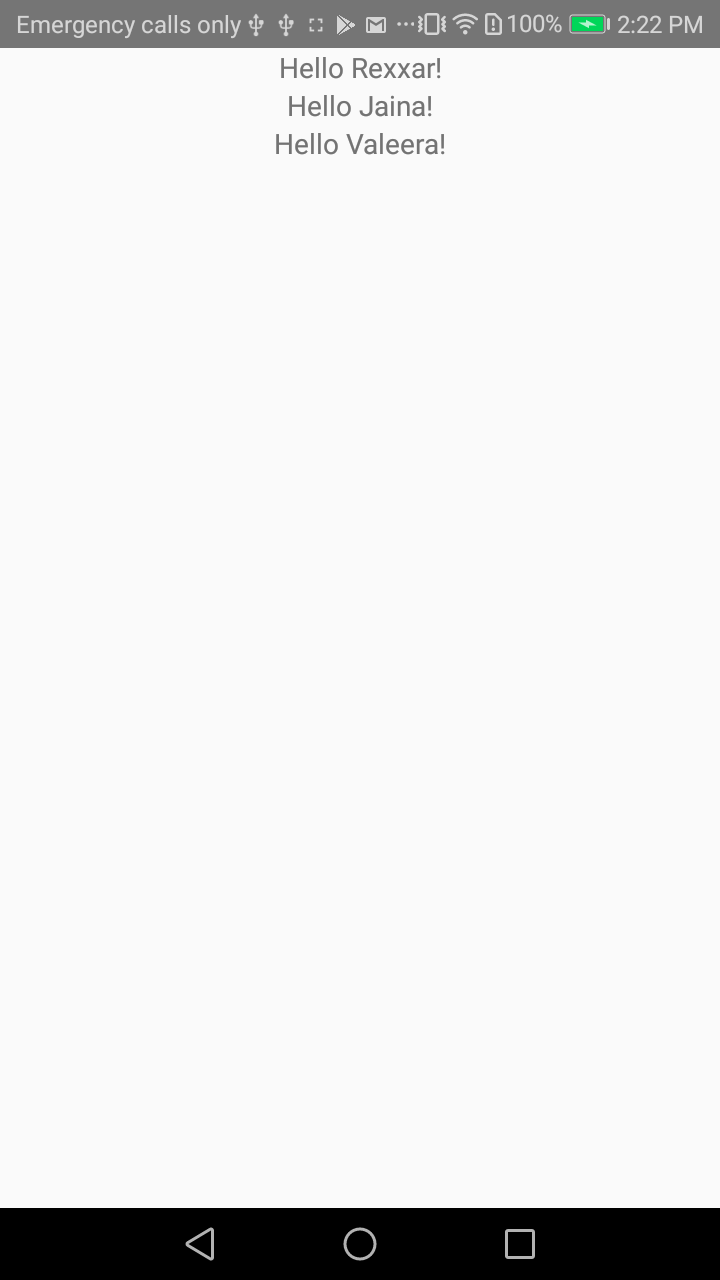 Emergency calls only 100% 2:22 PM
Hello Rexxar!
Hello Jaina!
Hello Valeera!